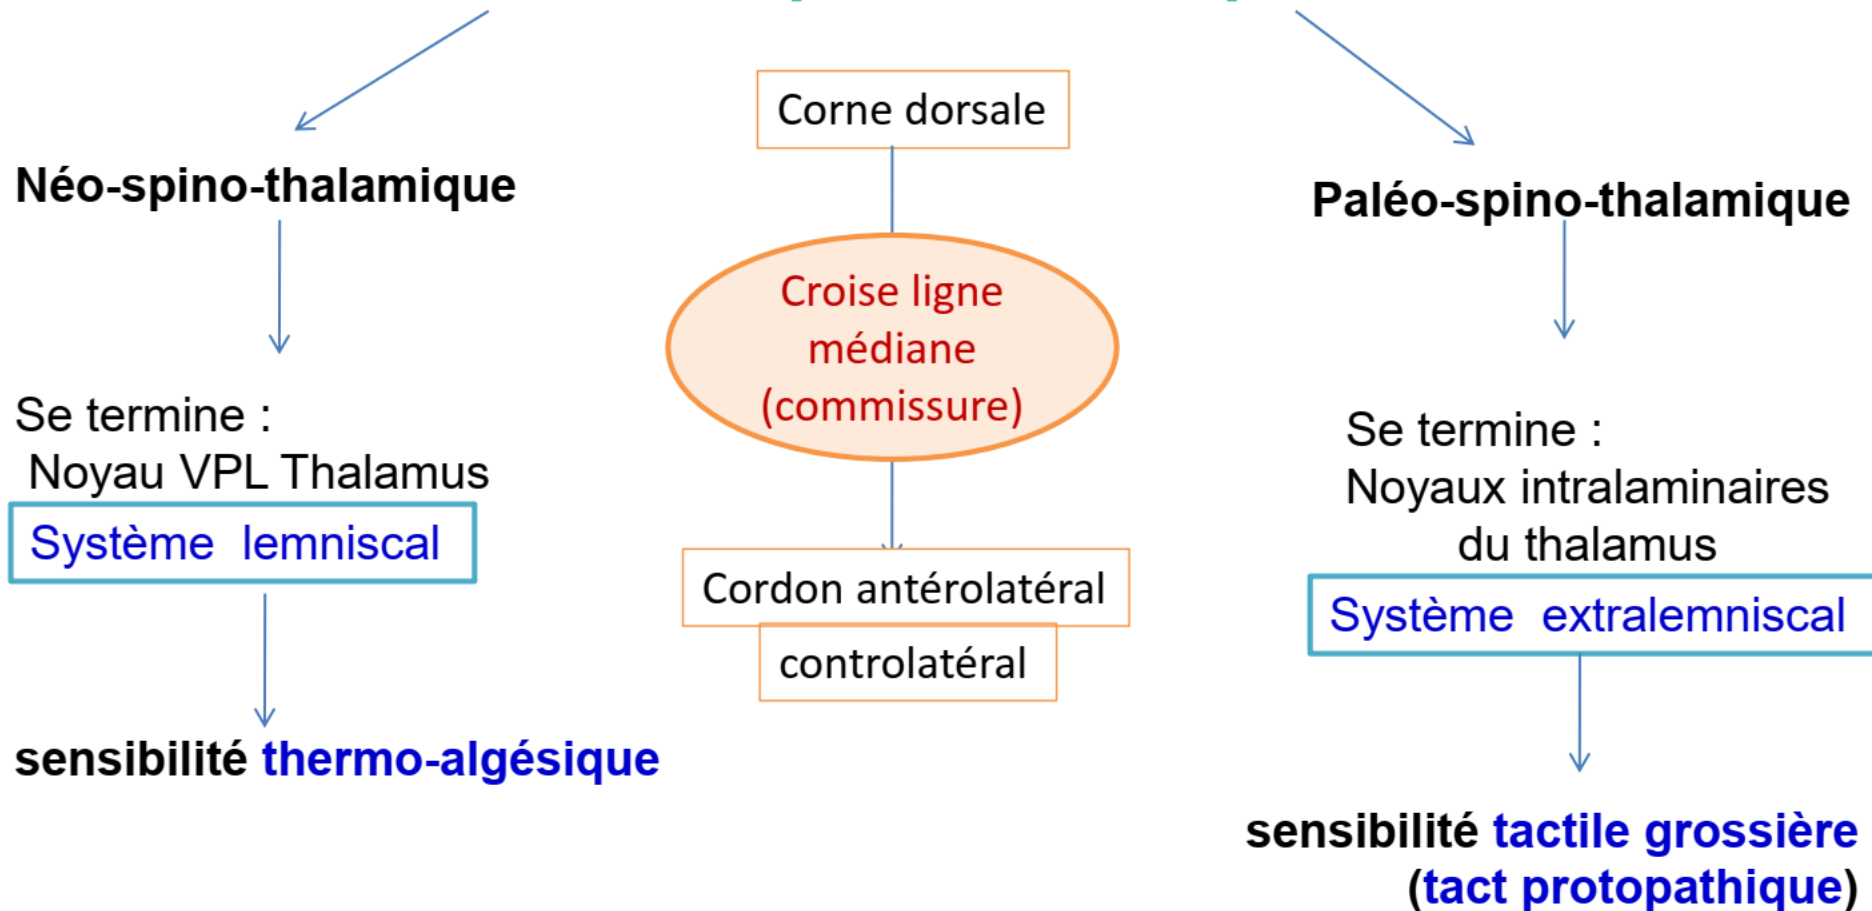 Corne dorsale
Néo-spino-thalamique
Paléo-spino-thalamique
Croise ligne
médiane
(commissure)
Se termine :
Noyau VPL Thalamus
Système lemniscal
Se termine :
Noyaux intralaminaires
du thalamus
Système extralemniscal
Cordon antérolatéral
controlatéral
sensibilité thermo-algésique
sensibilité tactile grossière
(tact protopathique)